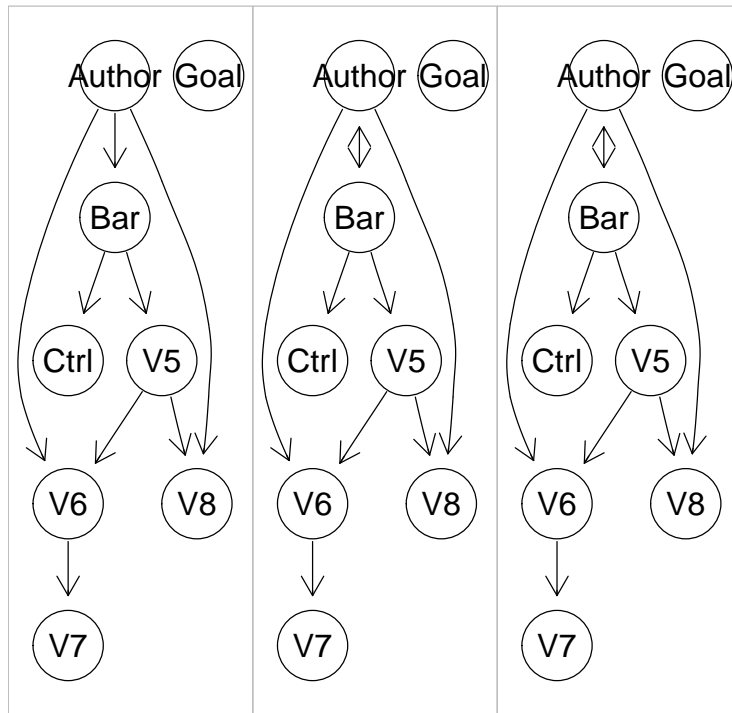 Author Goal
Bar
Ctrl V5
V6 V8
V7
Author Goal
Bar
Ctrl V5
V6 V8
V7
Author Goal
Bar
Ctrl V5
V6 V8
V7